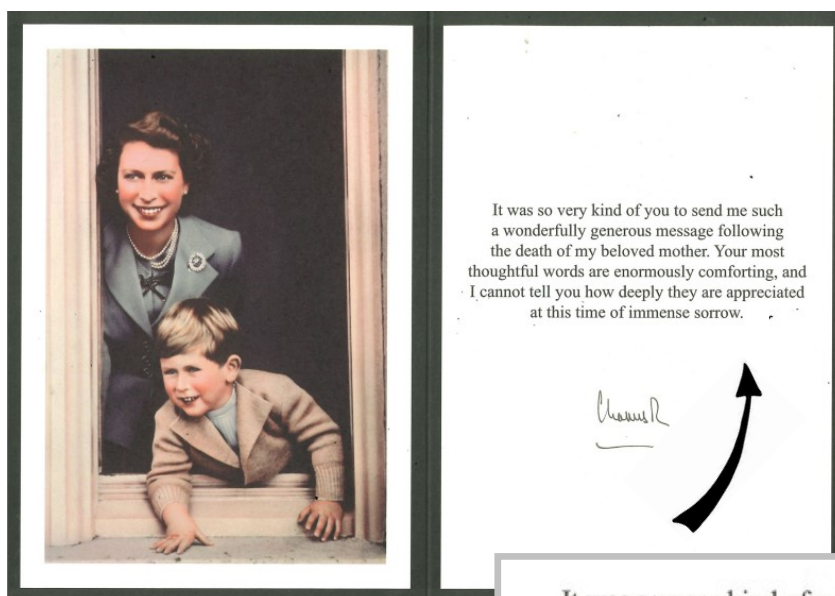 It was so very kind of you to send me such
a wonderfully generous message following
the death of my beloved mother. Your most
thoughtful words are enormously comforting, and
I cannot tell you how deeply they are appreciated
at this time of immense sorrow.
Charles R